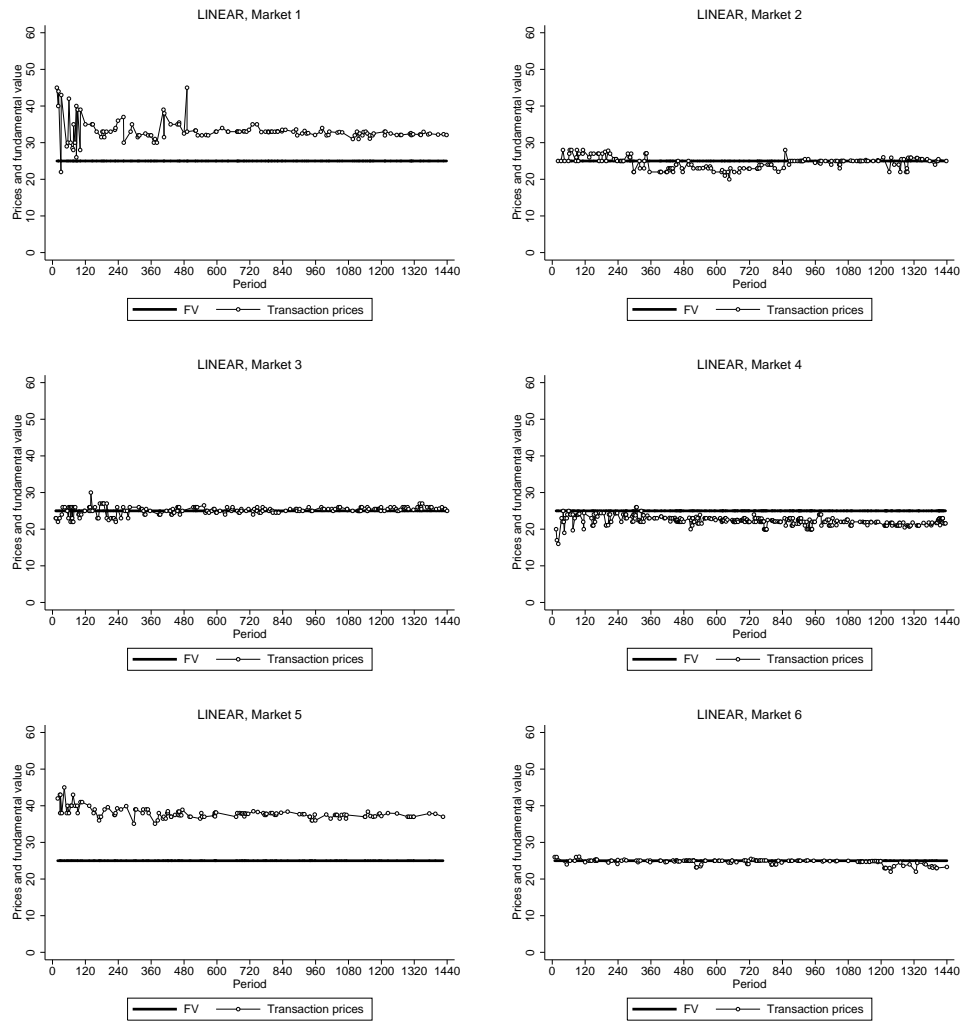 LINEAR, Market 1
Prices and fundamental value
0 10 20 30 40 50 60
0 120 240 360 480 600 720 840 960 1080 1200 1320 1440
Period
FV Transaction prices
LINEAR, Market 2
Prices and fundamental value
0 10 20 30 40 50 60
0 120 240 360 480 600 720 840 960 1080 1200 1320 1440
Period
FV Transaction prices
LINEAR, Market 3
Prices and fundamental value
0 10 20 30 40 50 60
0 120 240 360 480 600 720 840 960 1080 1200 1320 1440
Period
FV Transaction prices
LINEAR, Market 4
Prices and fundamental value
0 10 20 30 40 50 60
0 120 240 360 480 600 720 840 960 1080 1200 1320 1440
Period
FV Transaction prices
LINEAR, Market 5
Prices and fundamental value
0 10 20 30 40 50 60
0 120 240 360 480 600 720 840 960 1080 1200 1320 1440
Period
FV Transaction prices
LINEAR, Market 6
Prices and fundamental value
0 10 20 30 40 50 60
0 120 240 360 480 600 720 840 960 1080 1200 1320 1440
Period
FV Transaction prices